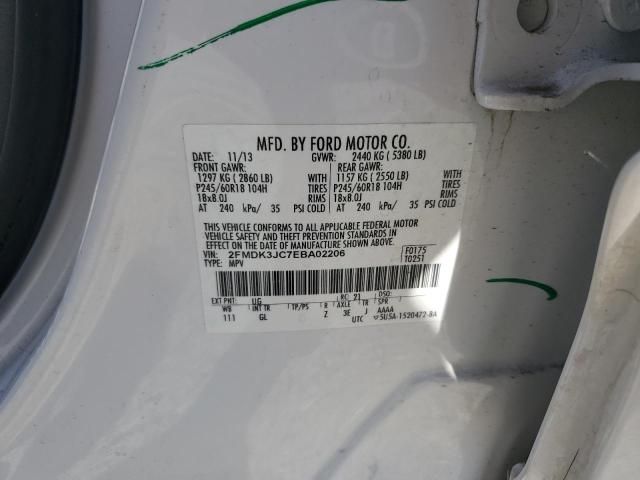 MFD. BY FORD MOTOR CO.
DATE: 11/13 GVWR: 2440 KG ( 5380 LB)
FRONT GAWR: REAR GAWR:
1297 KG ( 2860 LB) WITH 1157 KG ( 2550 LB) WITH
P245/60R18 104H TIRES P245/60R18 104H TIRES
18x8.0J RIMS 18x8.0J RIMS
AT 240 kPa/ 35 PSI COLD AT 240 kPa/ 35 PSI COLD
THIS VEHICLE CONFORMS TO ALL APPLICABLE FEDERAL MOTOR
VEHICLE SAFETY AND THEFT PREVENTION STANDARDS IN EFFECT
ON THE DATE OF MANUFACTURE SHOWN ABOVE.
VIN: 2FMDK3JC7EBA02206 F0175
TYPE: MPV T0251
EXT PNT: UG RC: 21 DSO:
WB INT TR TP/PS R AXLE TR SPR
111 GL Z 3E J AAAA
UTC 5U5A-1520472-BA